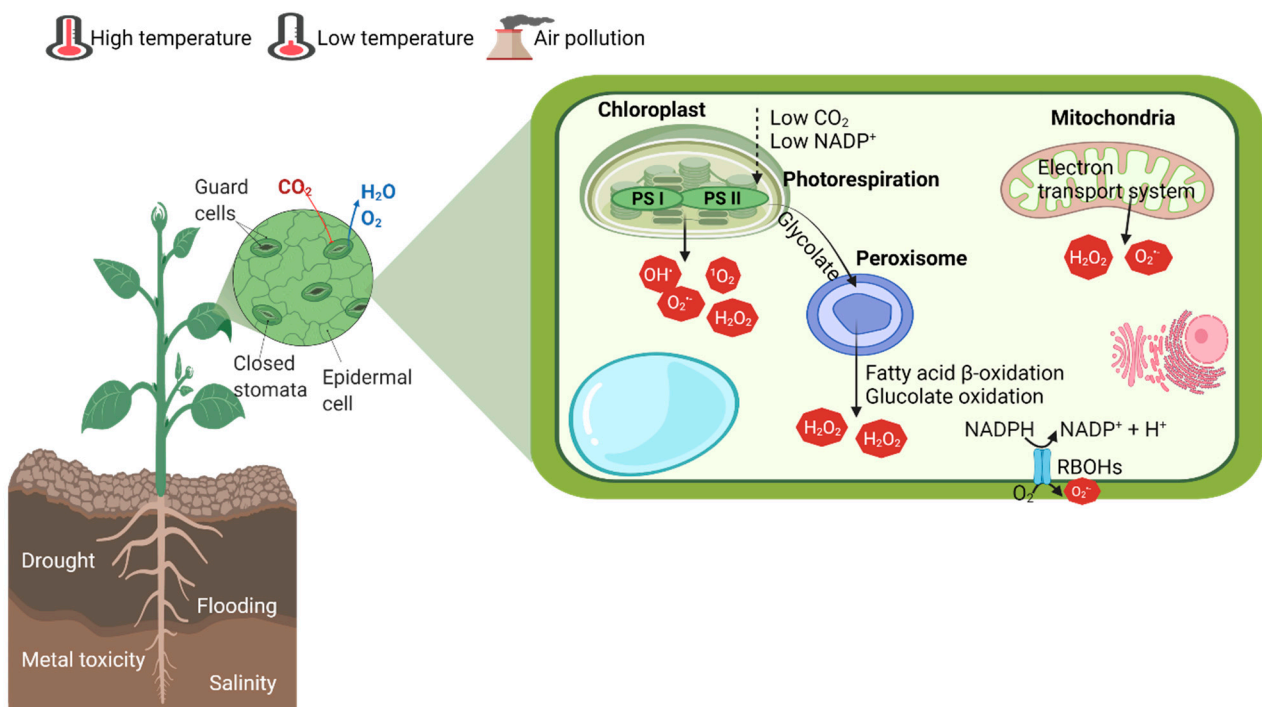 High temperature
Low temperature
Air pollution
Guard
cells
CO₂
H₂O
O₂
Closed
stomata
Epidermal
cell
Drought
Flooding
Metal toxicity
Salinity
Chloroplast
Low CO₂
Low NADP⁺
Photorespiration
PS I
PS II
Glycolate
OH•
¹O₂
O₂•-
H₂O₂
Peroxisome
Fatty acid β-oxidation
Glucolate oxidation
H₂O₂
H₂O₂
Mitochondria
Electron
transport system
H₂O₂
O₂•-
NADPH
NADP⁺ + H⁺
RBOHs
O₂
O₂•-